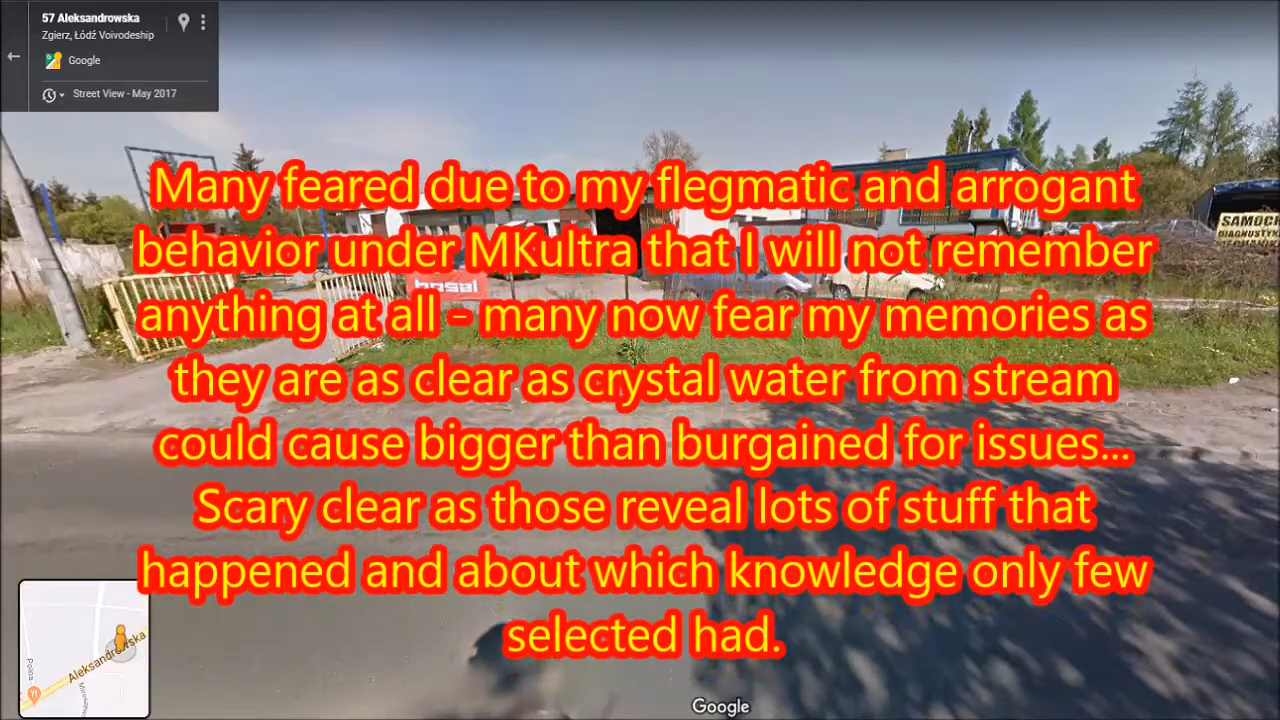 57 Aleksandrowska
Zgierz, Łódź Voivodeship
Google
Street View - May 2017
Many feared due to my flegmatic and arrogant
behavior under MKultra that I will not remember
anything at all - many now fear my memories as
they are as clear as crystal water from stream
could cause bigger than burgained for issues...
Scary clear as those reveal lots of stuff that
happened and about which knowledge only few
selected had.
bosal
SAMOCH
DIAGNOSTYKA
Aleksandrowska
Polna
Google